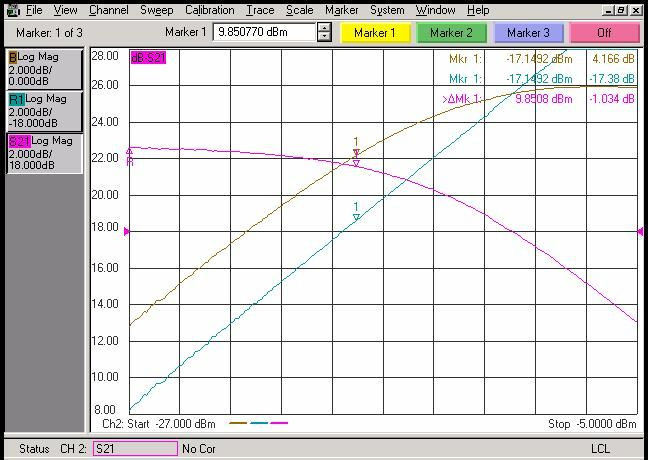 File View Channel Sweep Calibration Trace Scale Marker System Window Help
Marker: 1 of 3 Marker 1 9.850770 dBm Marker 1 Marker 2 Marker 3 Off
B Log Mag
2.000dB/
0.000dB
R1 Log Mag
2.000dB/
-18.000dB
S21 Log Mag
2.000dB/
18.000dB
28.00
26.00
24.00
22.00
20.00
18.00
16.00
14.00
12.00
10.00
8.00
dB-S21
Mkr 1: -17.1492 dBm 4.166 dB
Mkr 1: -17.1492 dBm -17.38 dB
>ΔMk 1: 9.8508 dBm -1.034 dB
1
1
1
R
Ch2: Start -27.000 dBm
Stop -5.0000 dBm
Status CH 2: S21 No Cor LCL